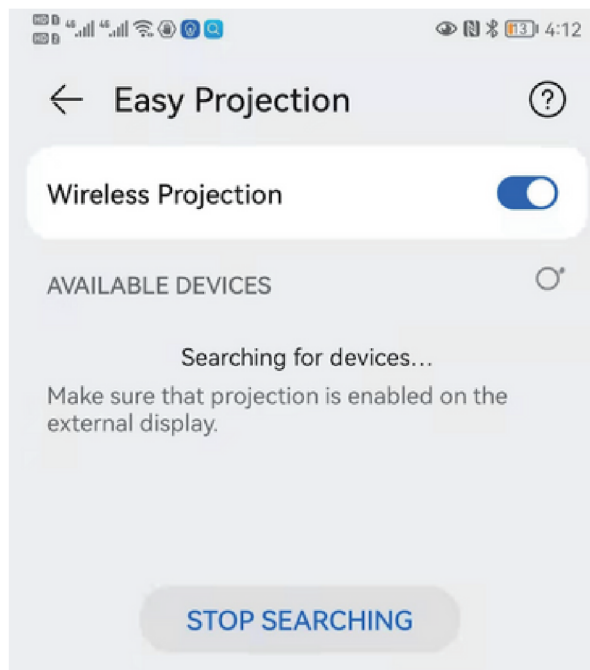 4:12
Easy Projection
Wireless Projection
AVAILABLE DEVICES
Searching for devices...
Make sure that projection is enabled on the
external display.
STOP SEARCHING